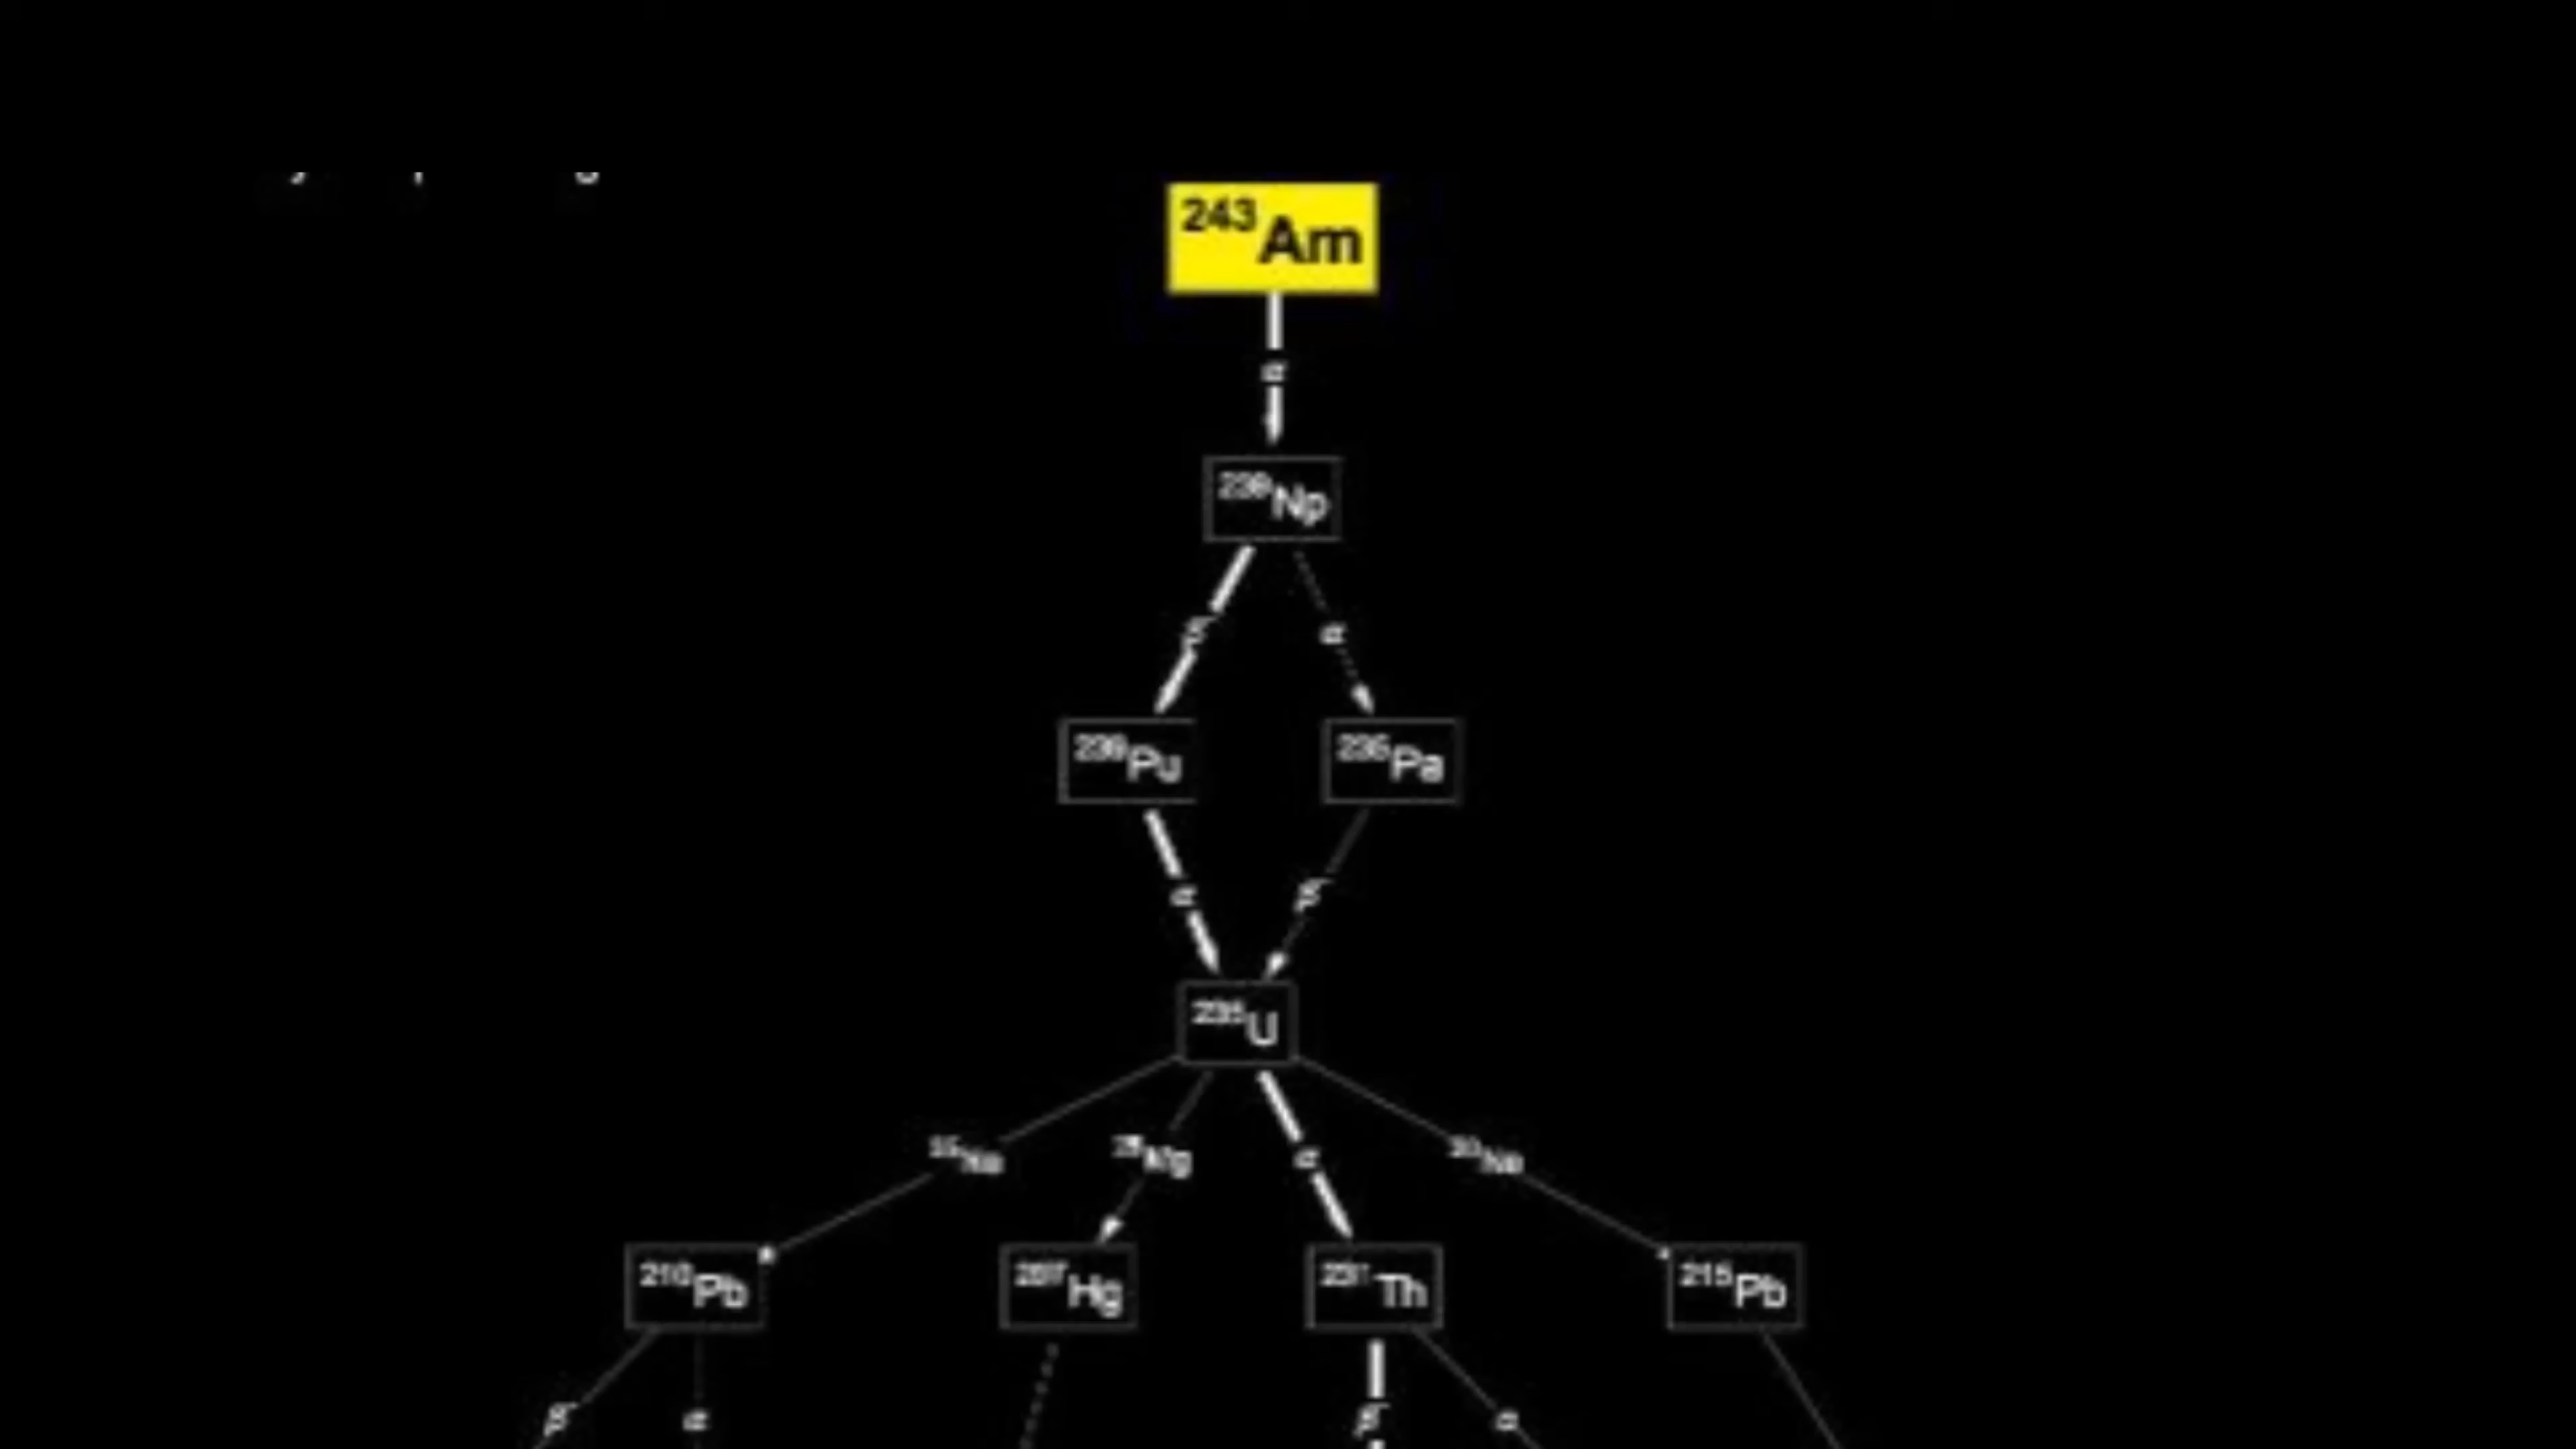 ²⁴³Am
α
²³⁹Np
β⁻ α
²³⁹Pu ²³⁵Pa
α β⁻
²³⁵U
²⁵Ne ²⁸Mg α ²⁰Ne
²¹⁰Pb ²⁰⁷Hg ²³¹Th ²¹⁵Pb
β⁻ α β⁻ α